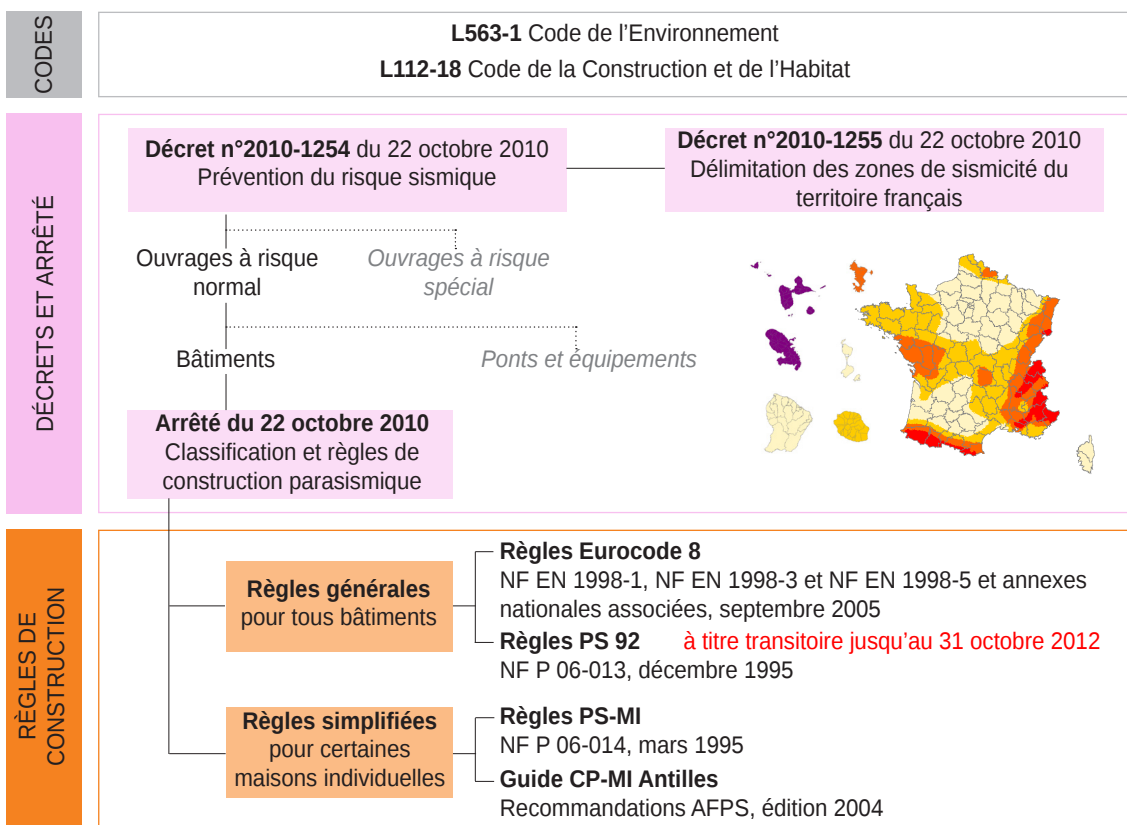 CODES
L563-1 Code de l’Environnement
L112-18 Code de la Construction et de l’Habitat
DÉCRETS ET ARRÊTÉ
Décret n°2010-1254 du 22 octobre 2010
Prévention du risque sismique
Décret n°2010-1255 du 22 octobre 2010
Délimitation des zones de sismicité du
territoire français
Ouvrages à risque
normal
Ouvrages à risque
spécial
Bâtiments
Ponts et équipements
Arrêté du 22 octobre 2010
Classification et règles de
construction parasismique
RÈGLES DE
CONSTRUCTION
Règles générales
pour tous bâtiments
Règles Eurocode 8
NF EN 1998-1, NF EN 1998-3 et NF EN 1998-5 et annexes
nationales associées, septembre 2005
Règles PS 92 à titre transitoire jusqu’au 31 octobre 2012
NF P 06-013, décembre 1995
Règles simplifiées
pour certaines
maisons individuelles
Règles PS-MI
NF P 06-014, mars 1995
Guide CP-MI Antilles
Recommandations AFPS, édition 2004